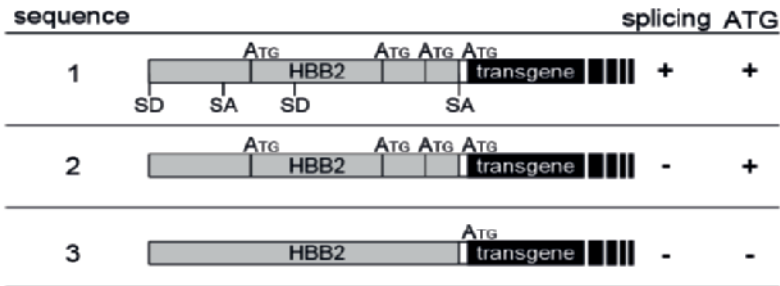 sequence splicing ATG
ATG ATG ATG ATG
1 HBB2 transgene + +
SD SA SD SA
ATG ATG ATG ATG
2 HBB2 transgene - +
ATG
3 HBB2 transgene - -